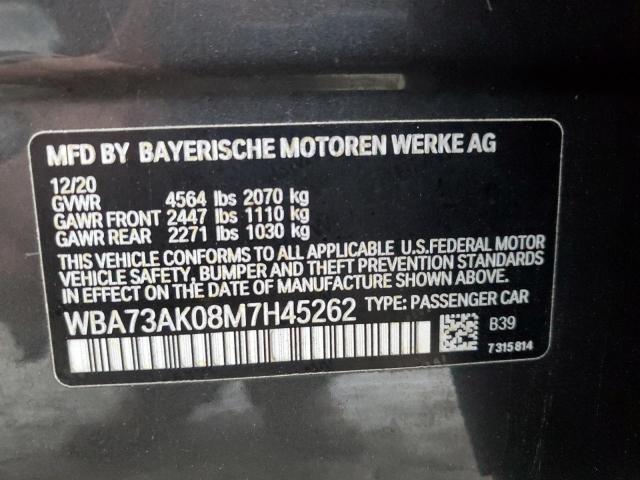 MFD BY BAYERISCHE MOTOREN WERKE AG
12/20
GVWR 4564 lbs 2070 kg
GAWR FRONT 2447 lbs 1110 kg
GAWR REAR 2271 lbs 1030 kg
THIS VEHICLE CONFORMS TO ALL APPLICABLE U.S.FEDERAL MOTOR
VEHICLE SAFETY, BUMPER AND THEFT PREVENTION STANDARDS
IN EFFECT ON THE DATE OF MANUFACTURE SHOWN ABOVE.
WBA73AK08M7H45262 TYPE: PASSENGER CAR
B39
7315814